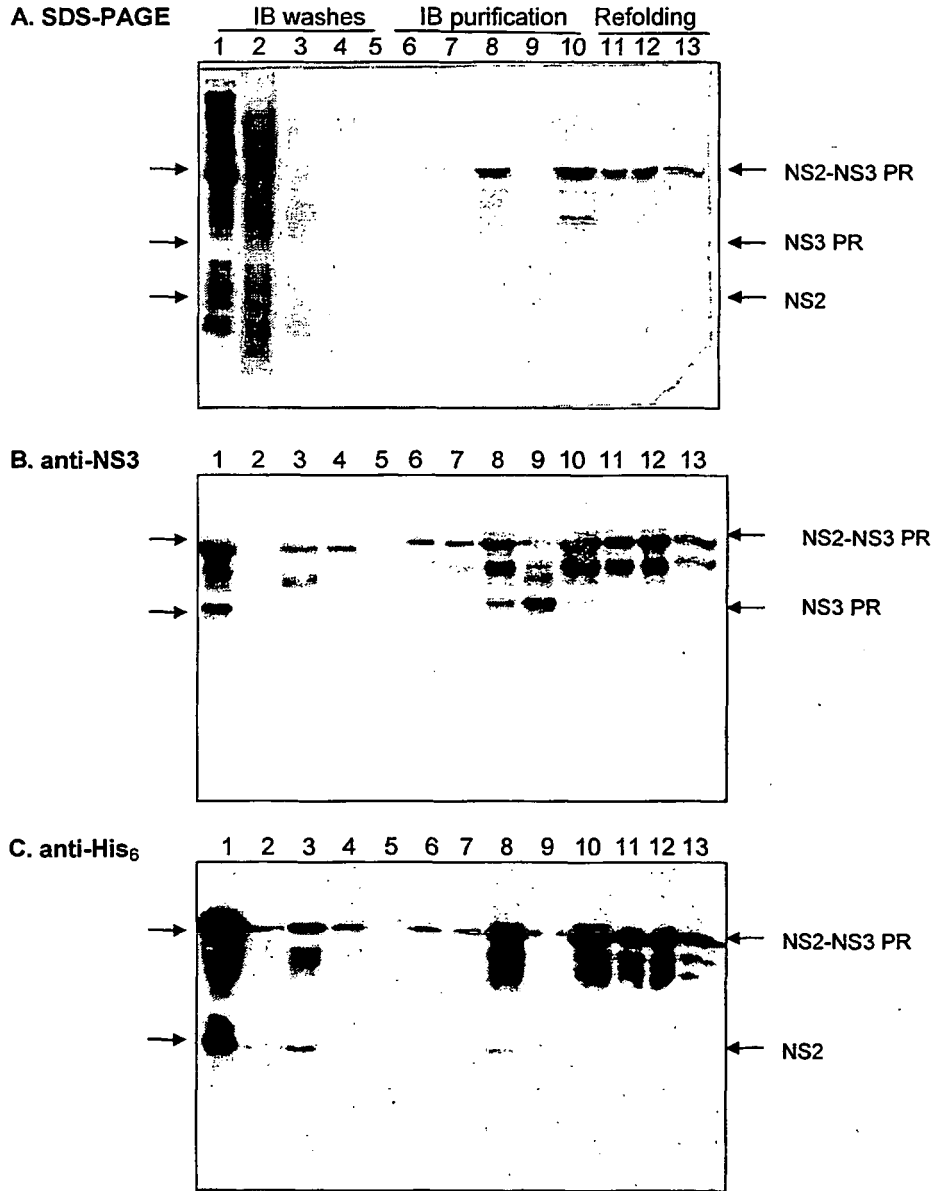 A. SDS-PAGE IB washes IB purification Refolding
1 2 3 4 5 6 7 8 9 10 11 12 13
NS2-NS3 PR
NS3 PR
NS2
B. anti-NS3 1 2 3 4 5 6 7 8 9 10 11 12 13
NS2-NS3 PR
NS3 PR
C. anti-His6 1 2 3 4 5 6 7 8 9 10 11 12 13
NS2-NS3 PR
NS2